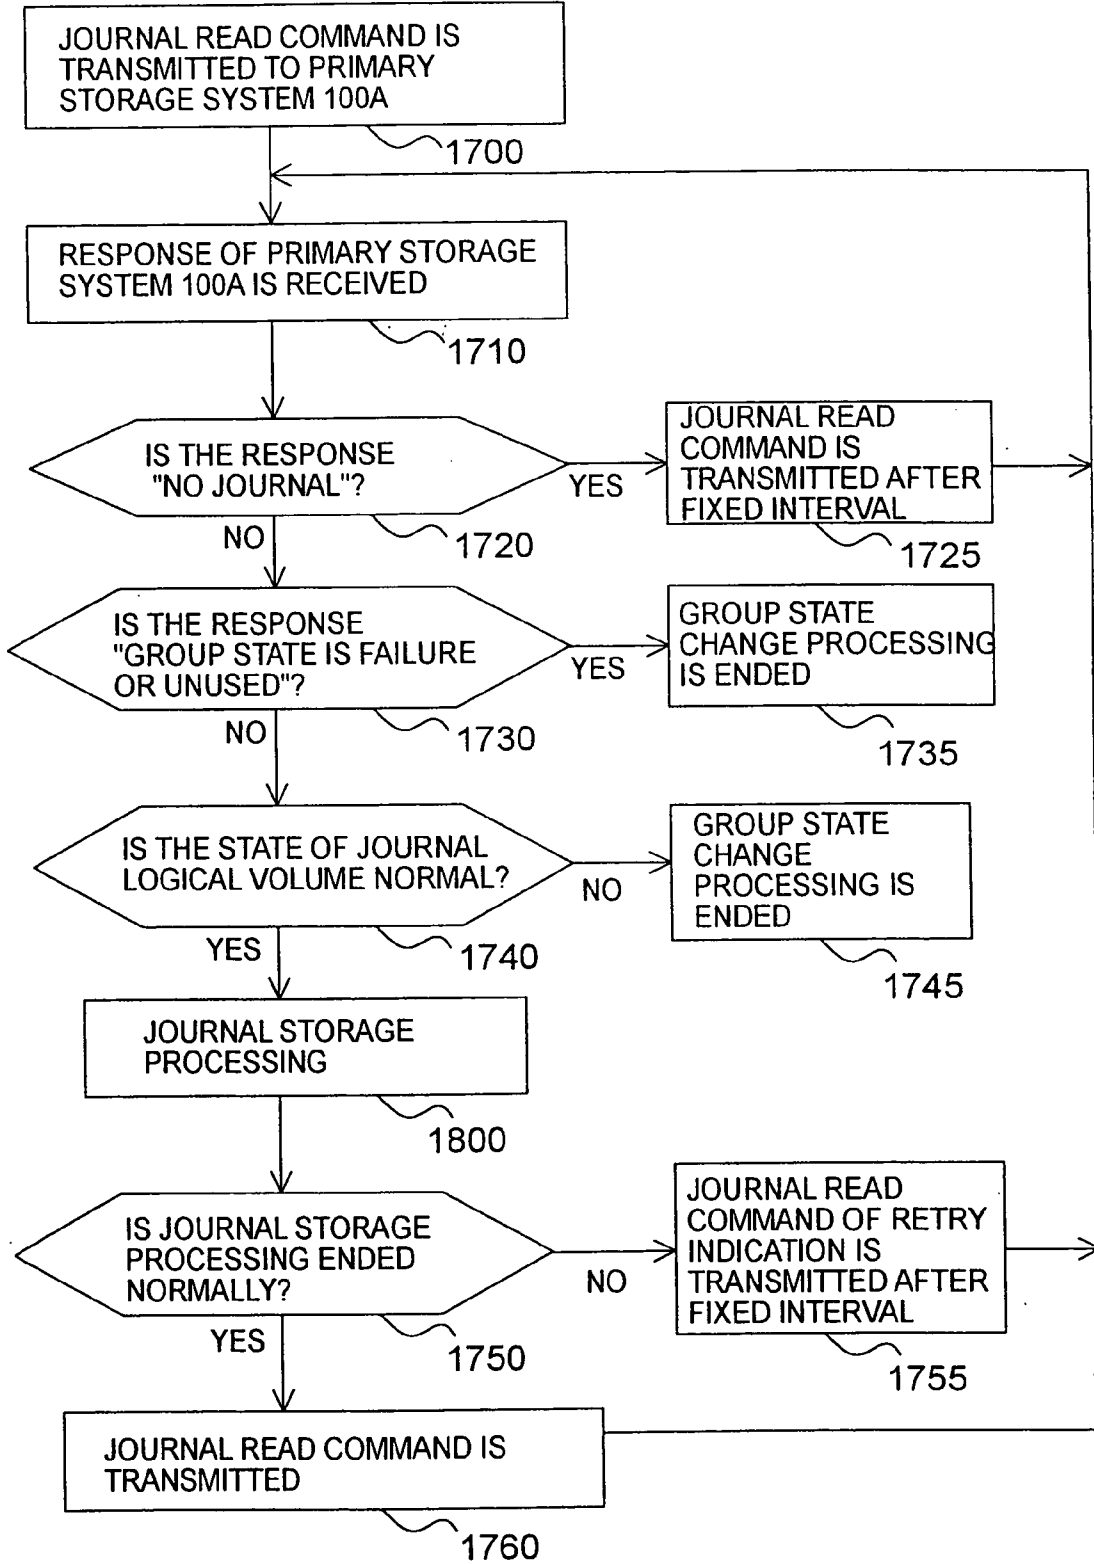 JOURNAL READ COMMAND IS
TRANSMITTED TO PRIMARY
STORAGE SYSTEM 100A
1700
RESPONSE OF PRIMARY STORAGE
SYSTEM 100A IS RECEIVED
1710
IS THE RESPONSE
"NO JOURNAL"?
YES
NO
1720
JOURNAL READ
COMMAND IS
TRANSMITTED AFTER
FIXED INTERVAL
1725
IS THE RESPONSE
"GROUP STATE IS FAILURE
OR UNUSED"?
YES
NO
1730
GROUP STATE
CHANGE PROCESSING
IS ENDED
1735
IS THE STATE OF JOURNAL
LOGICAL VOLUME NORMAL?
NO
YES
1740
GROUP STATE
CHANGE
PROCESSING IS
ENDED
1745
JOURNAL STORAGE
PROCESSING
1800
IS JOURNAL STORAGE
PROCESSING ENDED
NORMALLY?
NO
YES
1750
JOURNAL READ
COMMAND OF RETRY
INDICATION IS
TRANSMITTED AFTER
FIXED INTERVAL
1755
JOURNAL READ COMMAND IS
TRANSMITTED
1760